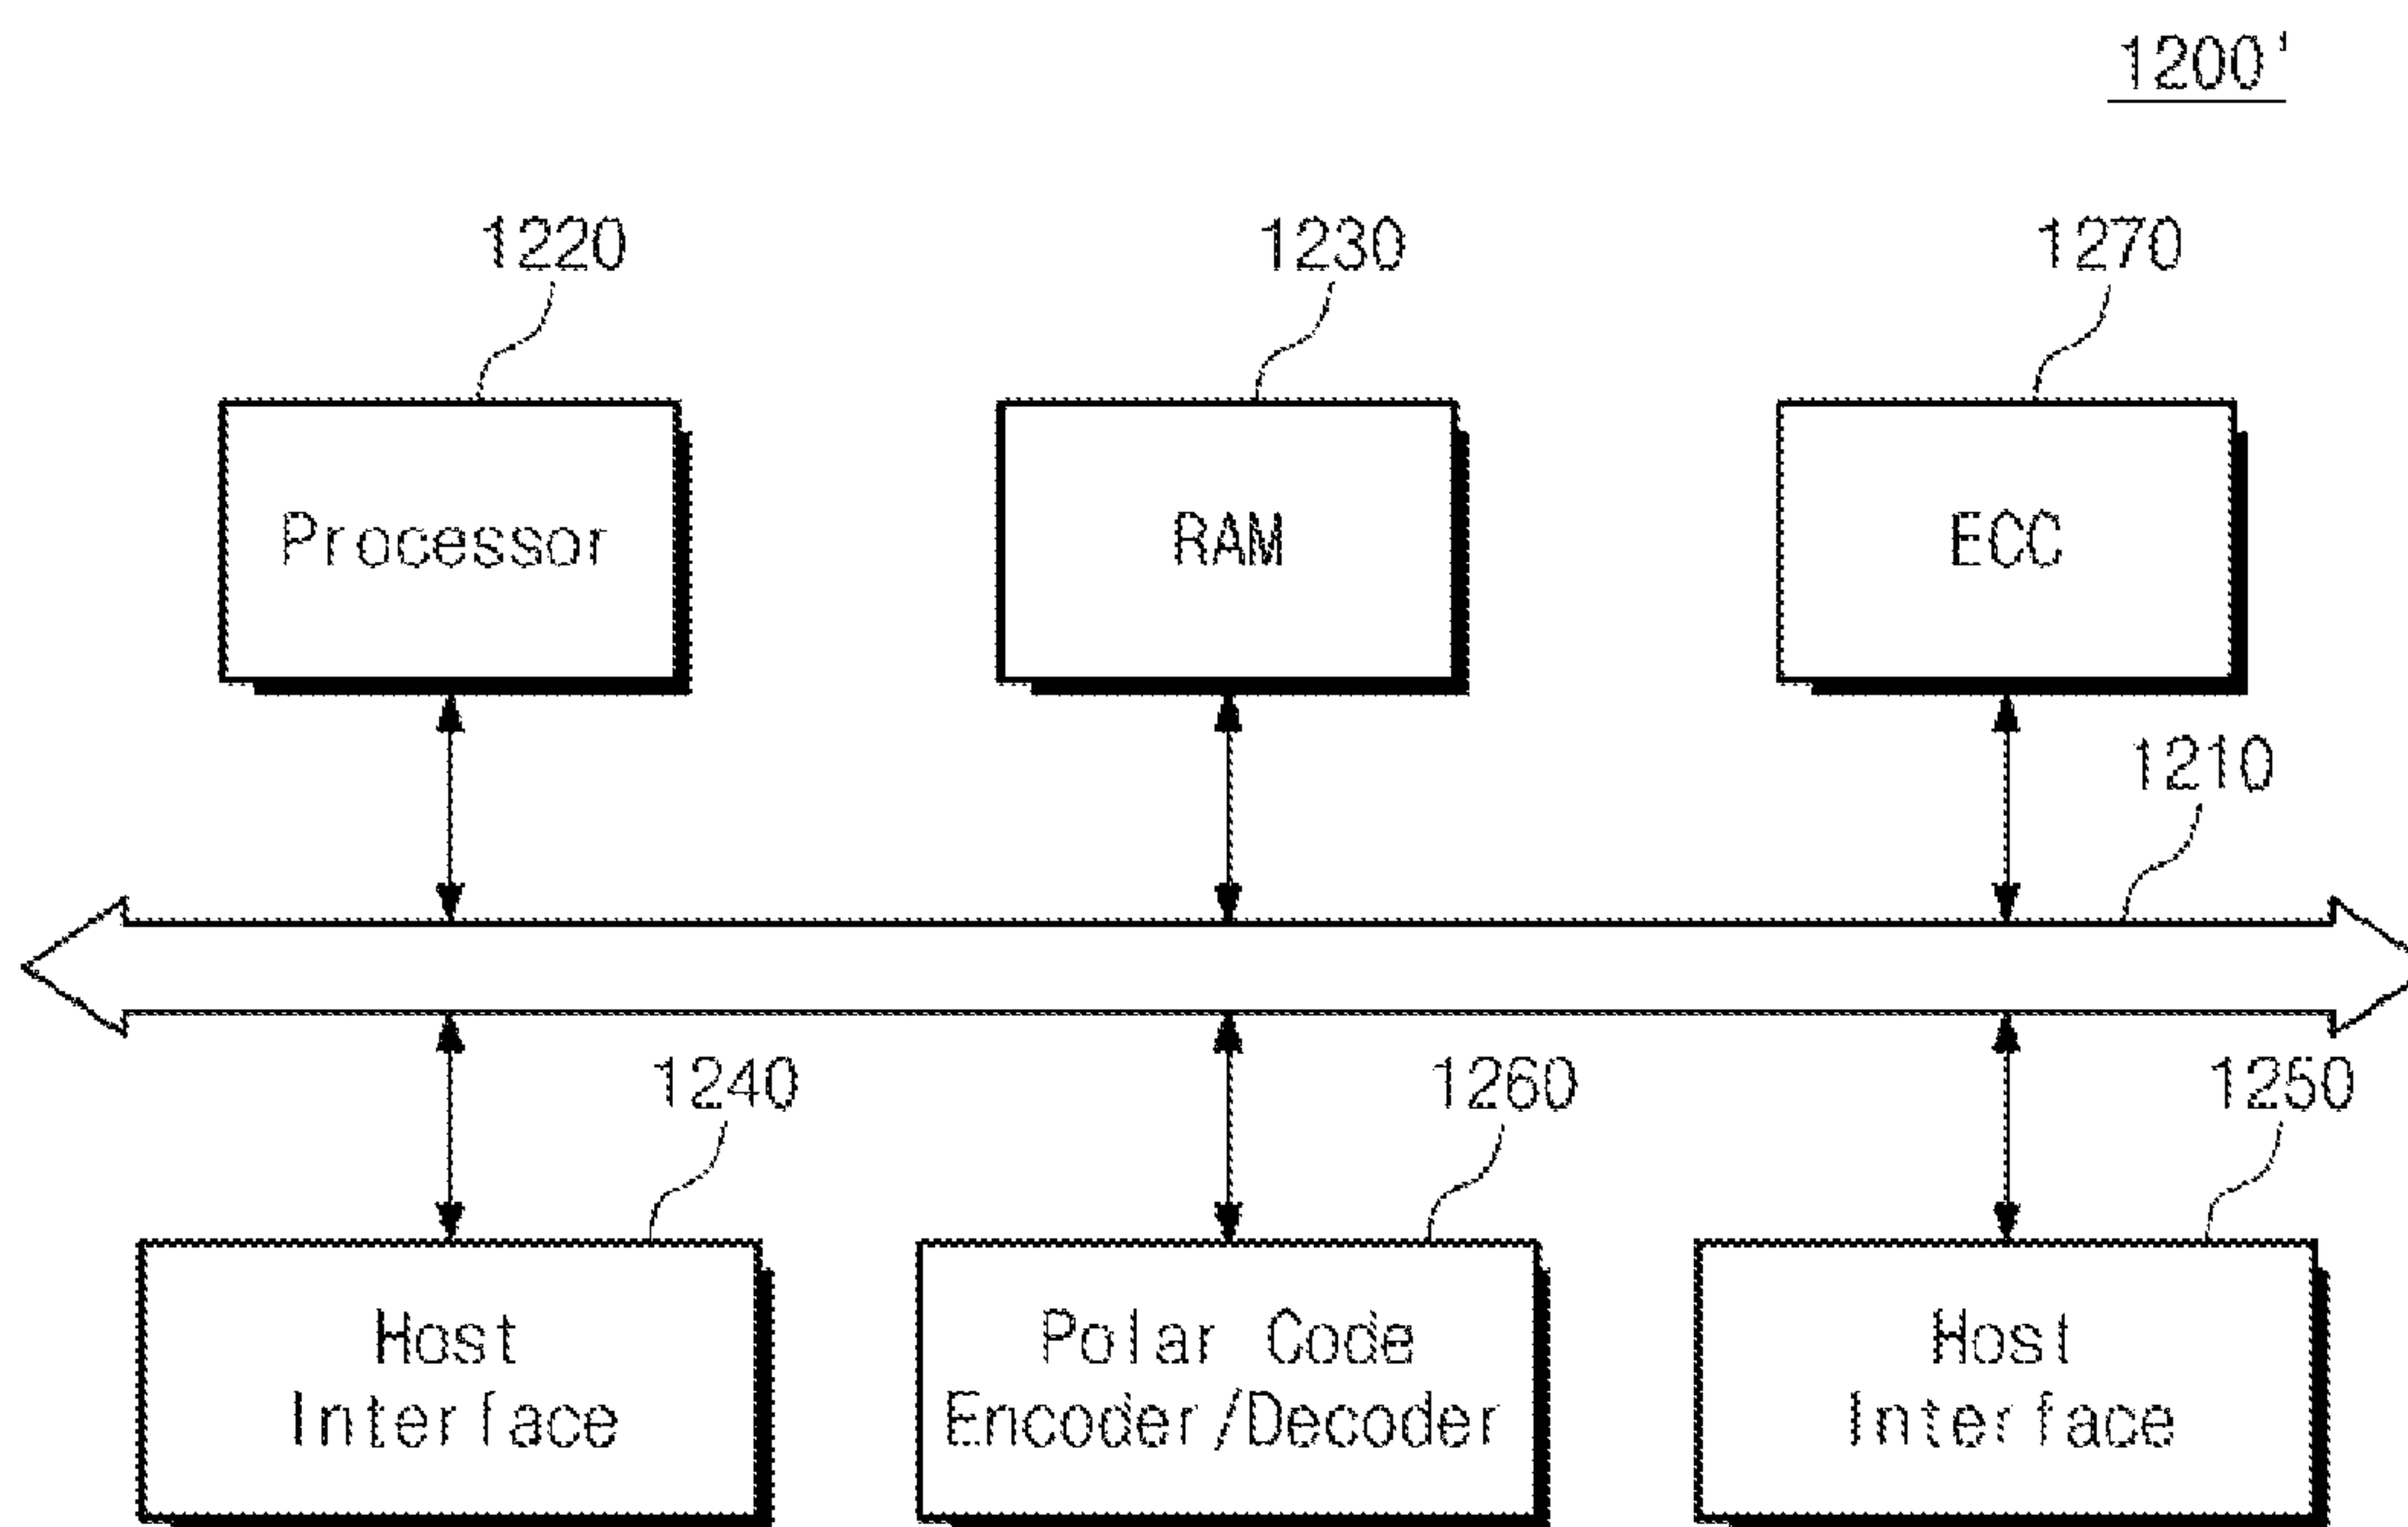 1200'
1220
1230
1270
Processor
RAM
ECC
1210
1240
1260
1250
Host
Interface
Polar Code
Encoder/Decoder
Host
Interface